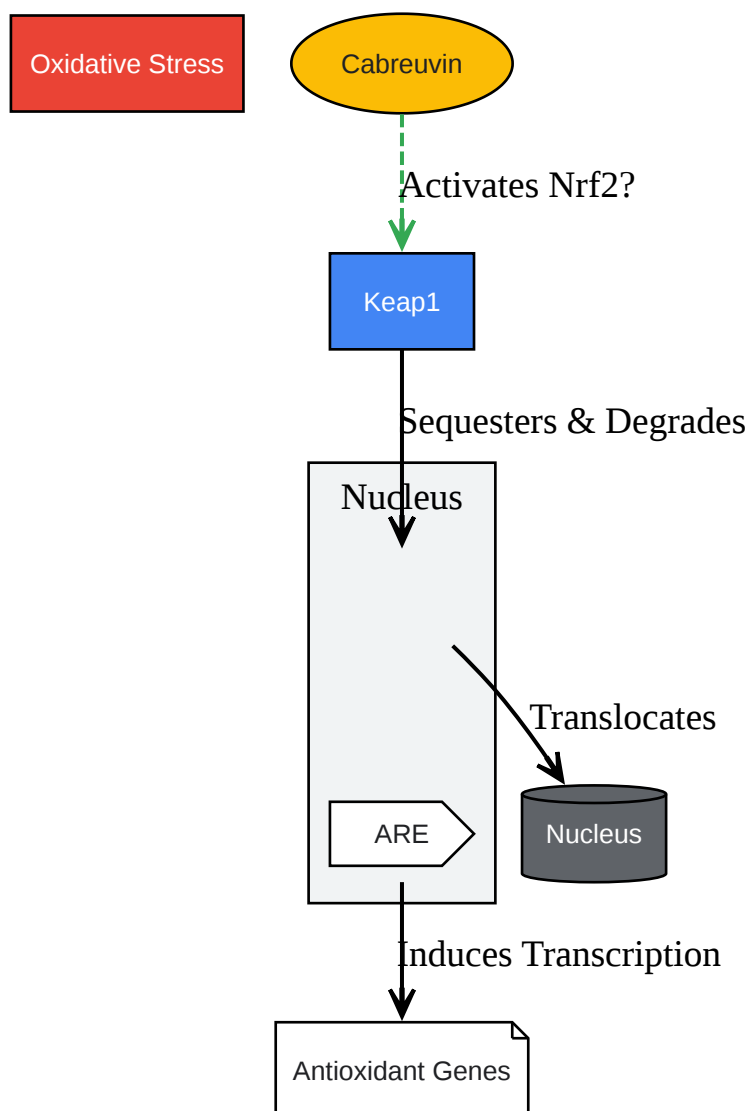 Oxidative Stress
Cabreuvin
Activates Nrf2?
Keap1
Sequesters & Degrades
Nucleus
Translocates
ARE
Nucleus
Induces Transcription
Antioxidant Genes